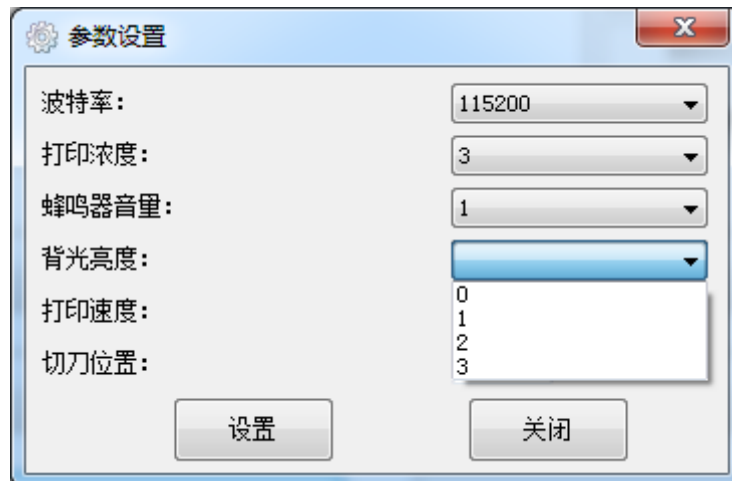 参数设置
波特率： 115200
打印浓度： 3
蜂鸣器音量： 1
背光亮度：
0
打印速度：
1
2
切刀位置：
3
设置 关闭